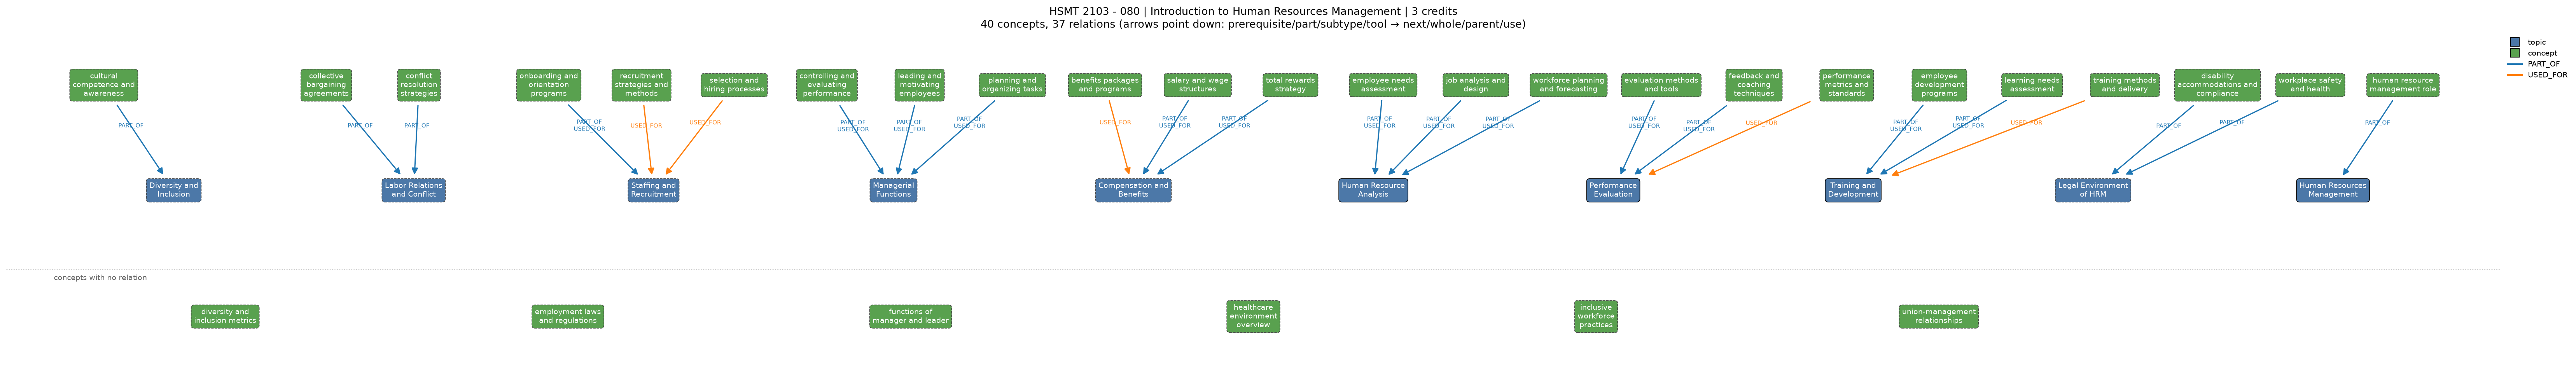 HSMT 2103 - 080 | Introduction to Human Resources Management | 3 credits
40 concepts, 37 relations (arrows point down: prerequisite/part/subtype/tool → next/whole/parent/use)
topic
concept
PART_OF
USED_FOR
cultural
competence and
awareness
collective
bargaining
agreements
conflict
resolution
strategies
onboarding and
orientation
programs
recruitment
strategies and
methods
selection and
hiring processes
controlling and
evaluating
performance
leading and
motivating
employees
planning and
organizing tasks
benefits packages
and programs
salary and wage
structures
total rewards
strategy
employee needs
assessment
job analysis and
design
workforce planning
and forecasting
evaluation methods
and tools
feedback and
coaching
techniques
performance
metrics and
standards
employee
development
programs
learning needs
assessment
training methods
and delivery
disability
accommodations and
compliance
workplace safety
and health
human resource
management role
PART_OF
PART_OF
PART_OF
PART_OF
USED_FOR
USED_FOR
USED_FOR
PART_OF
USED_FOR
PART_OF
USED_FOR
PART_OF
USED_FOR
USED_FOR
PART_OF
USED_FOR
PART_OF
USED_FOR
PART_OF
USED_FOR
PART_OF
USED_FOR
PART_OF
USED_FOR
PART_OF
USED_FOR
PART_OF
USED_FOR
USED_FOR
PART_OF
USED_FOR
PART_OF
USED_FOR
USED_FOR
PART_OF
PART_OF
PART_OF
Diversity and
Inclusion
Labor Relations
and Conflict
Staffing and
Recruitment
Managerial
Functions
Compensation and
Benefits
Human Resource
Analysis
Performance
Evaluation
Training and
Development
Legal Environment
of HRM
Human Resources
Management
concepts with no relation
diversity and
inclusion metrics
employment laws
and regulations
functions of
manager and leader
healthcare
environment
overview
inclusive
workforce
practices
union-management
relationships